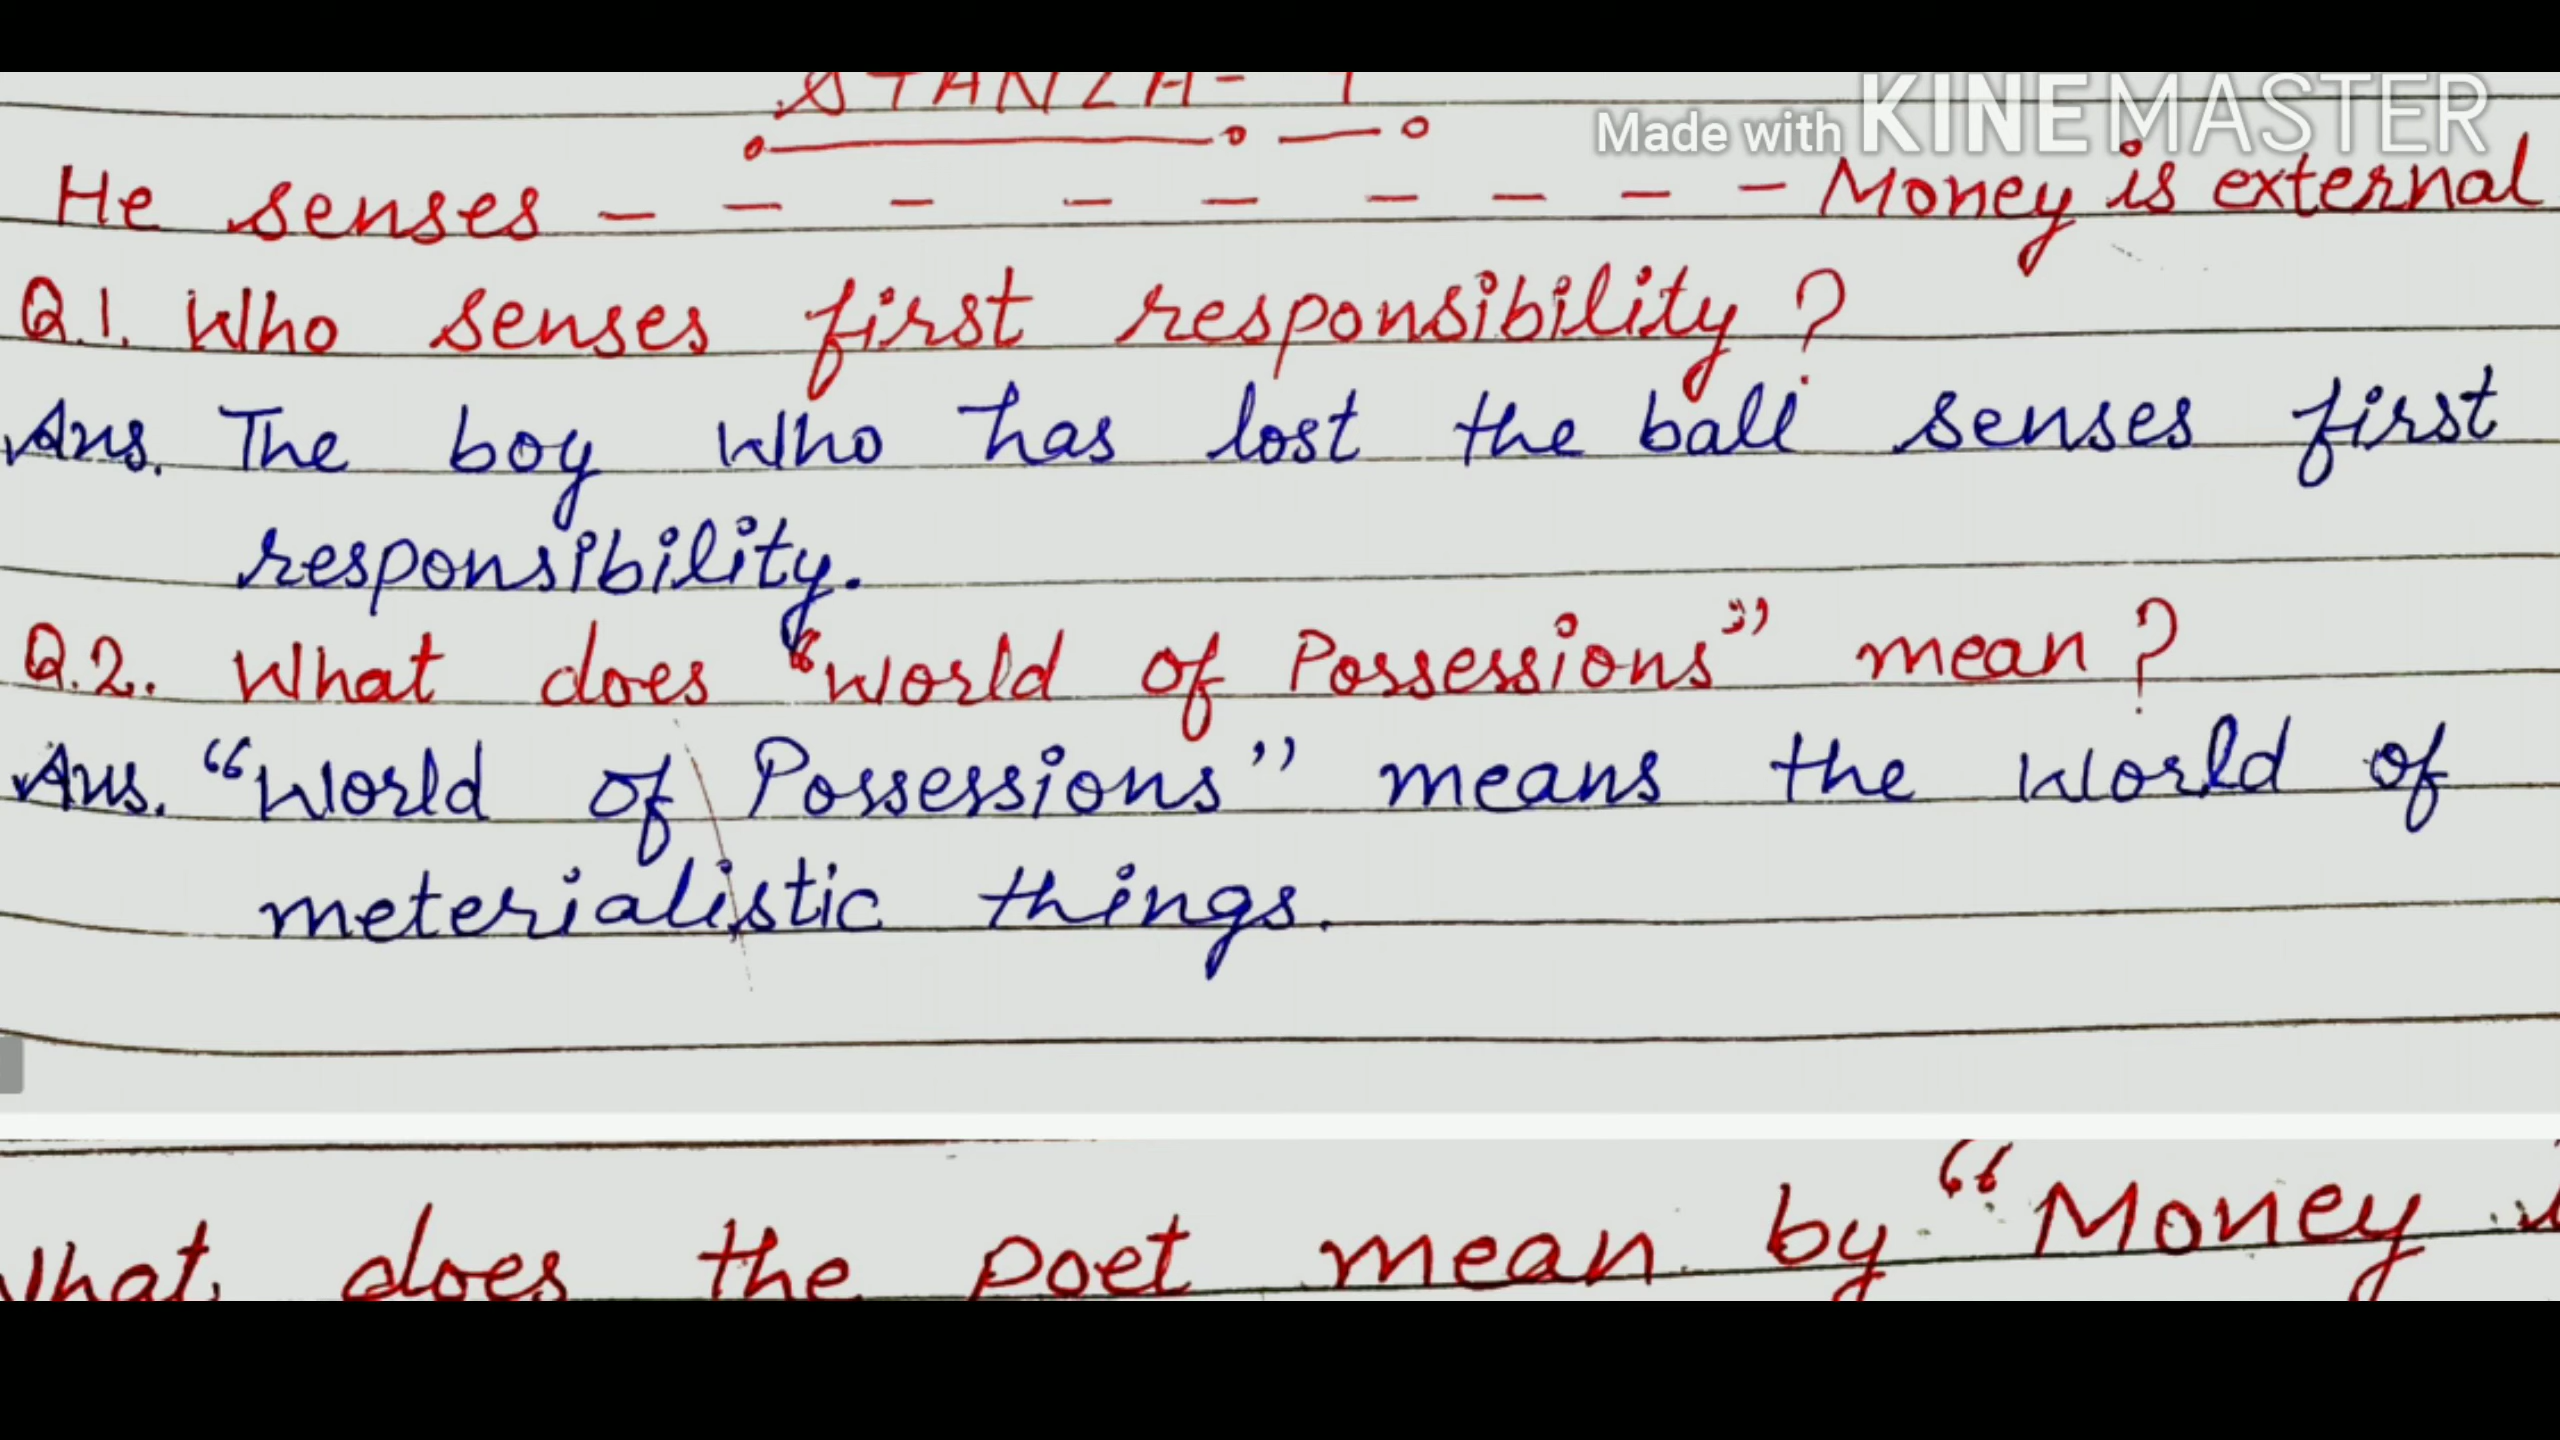 STANZA-1
Made with KINEMASTER
He senses - - - - - - - - - Money is external
Q.1. Who senses first responsibility?
Ans. The boy who has lost the ball senses first
responsibility.
Q.2. What does "World of Possessions" mean?
Ans. "World of Possessions" means the world of
meterialistic things.
What does the poet mean by "Money